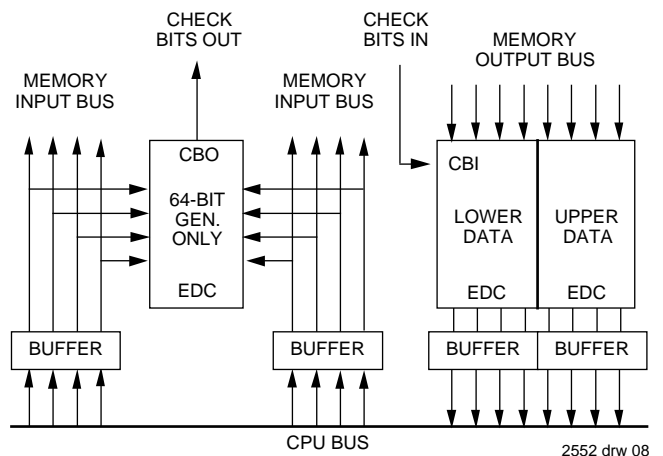 CHECK
BITS OUT
CHECK
BITS IN
MEMORY
OUTPUT BUS
MEMORY
INPUT BUS
MEMORY
INPUT BUS
CBO
64-BIT
GEN.
ONLY
EDC
CBI
LOWER
DATA
UPPER
DATA
EDC
EDC
BUFFER
BUFFER
BUFFER
BUFFER
CPU BUS
2552 drw 08